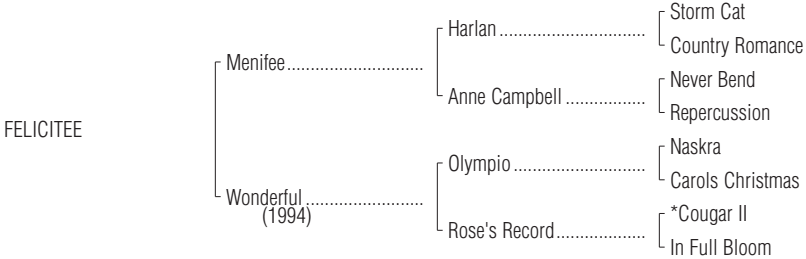 Storm Cat
Harlan ...............................
Country Romance
Menifee.............................
Never Bend
Anne Campbell .................
Repercussion
FELICITEE
Naskra
Olympio ............................
Carols Christmas
Wonderful .........................
(1994)
*Cougar II
Rose's Record...................
In Full Bloom